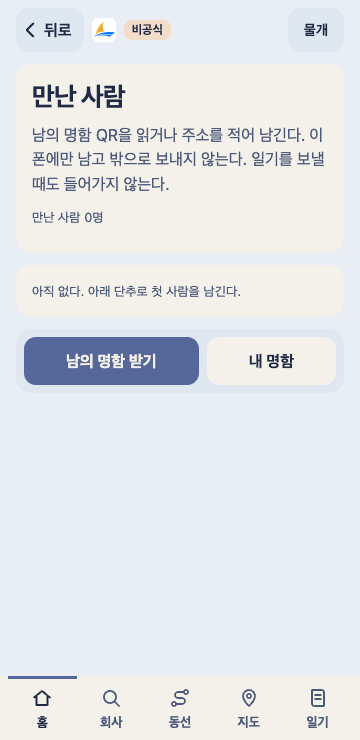 뒤로
비공식
물개
만난 사람
남의 명함 QR을 읽거나 주소를 적어 남긴다. 이
폰에만 남고 밖으로 보내지 않는다. 일기를 보낼
때도 들어가지 않는다.
만난 사람 0명
아직 없다. 아래 단추로 첫 사람을 남긴다.
남의 명함 받기
내 명함
홈
회사
동선
지도
일기